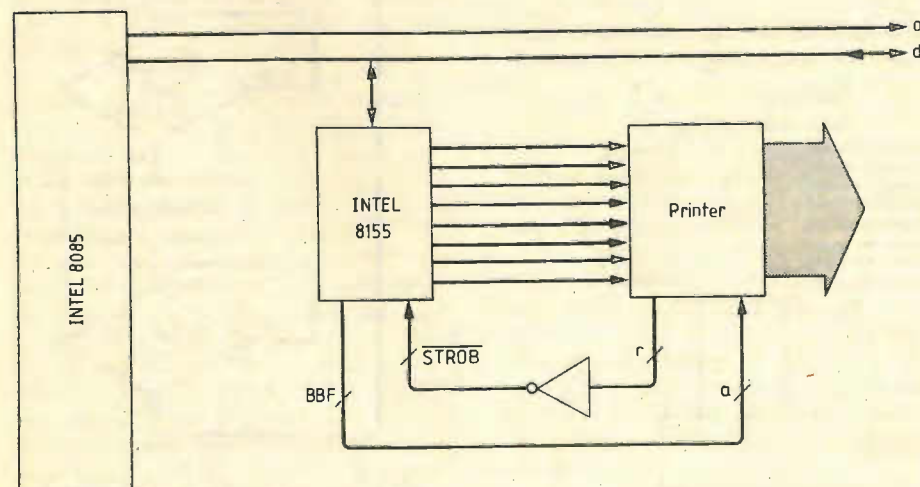 a
d
INTEL
8155
Printer
INTEL 8085
STROB
r
BBF
a